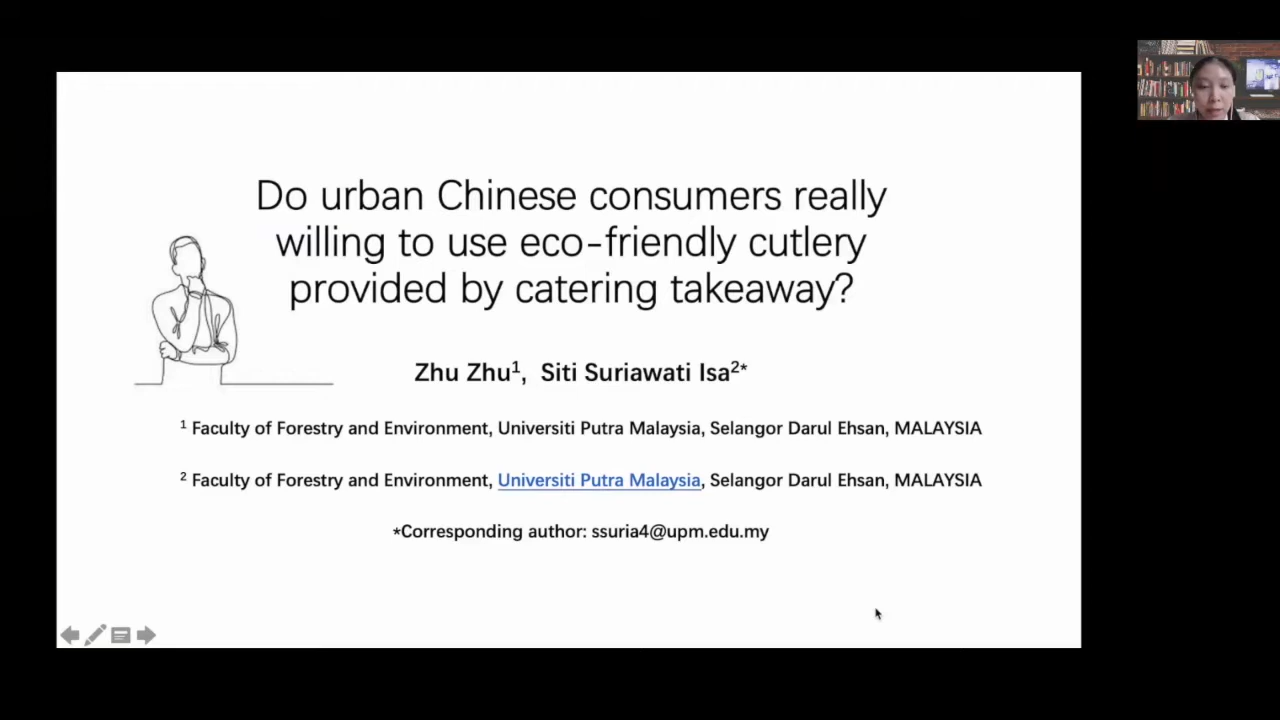 Do urban Chinese consumers really
willing to use eco-friendly cutlery
provided by catering takeaway?
Zhu Zhu¹, Siti Suriawati Isa²*
¹ Faculty of Forestry and Environment, Universiti Putra Malaysia, Selangor Darul Ehsan, MALAYSIA
² Faculty of Forestry and Environment, Universiti Putra Malaysia, Selangor Darul Ehsan, MALAYSIA
*Corresponding author: ssuria4@upm.edu.my